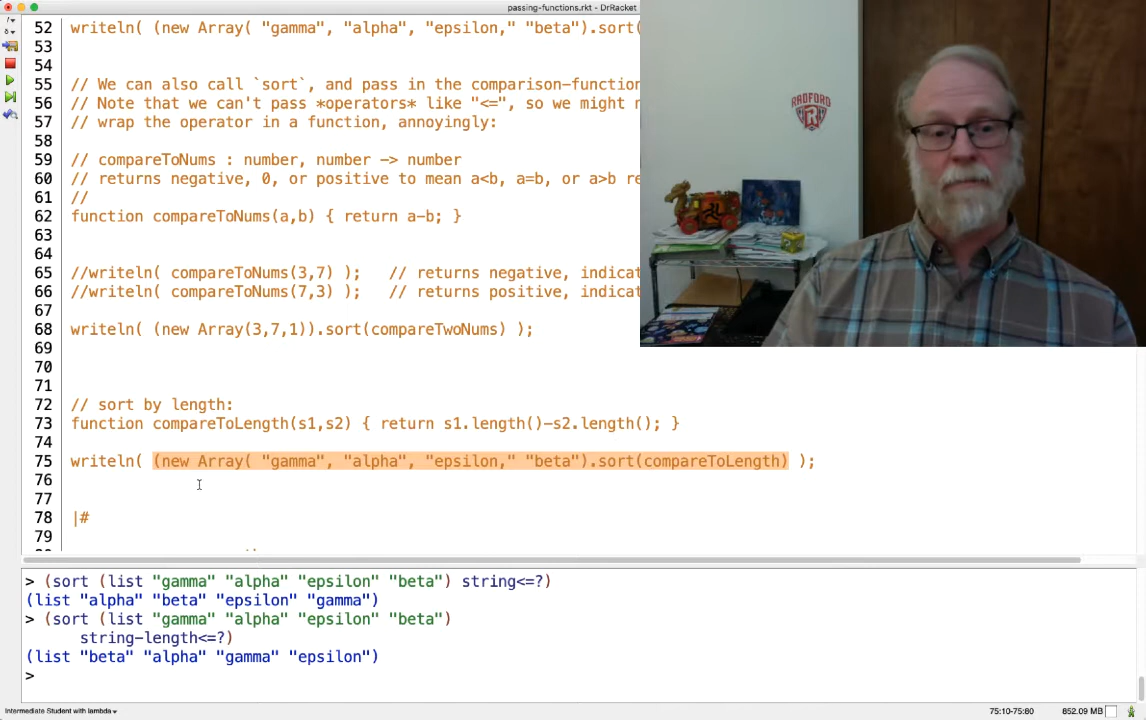 passing-functions.rkt - DrRacket
52 writeln( (new Array( "gamma", "alpha", "epsilon," "beta").sort(
53
54
55 // We can also call `sort`, and pass in the comparison-function
56 // Note that we can't pass *operators* like "<=", so we might
57 // wrap the operator in a function, annoyingly:
58
59 // compareToNums : number, number -> number
60 // returns negative, 0, or positive to mean a<b, a=b, or a>b
61 //
62 function compareToNums(a,b) { return a-b; }
63
64
65 //writeln( compareToNums(3,7) ); // returns negative,
66 //writeln( compareToNums(7,3) ); // returns positive,
67
68 writeln( (new Array(3,7,1)).sort(compareTwoNums) );
69
70
71
72 // sort by length:
73 function compareToLength(s1,s2) { return s1.length()-s2.length(); }
74
75 writeln( (new Array( "gamma", "alpha", "epsilon," "beta").sort(compareToLength) );
76
77
78 |#
79
RADFORD
> (sort (list "gamma" "alpha" "epsilon" "beta") string<=?)
(list "alpha" "beta" "epsilon" "gamma")
> (sort (list "gamma" "alpha" "epsilon" "beta")
string-length<=?)
(list "beta" "alpha" "gamma" "epsilon")
>
Intermediate Student with lambda
75:10-75:80
852.09 MB